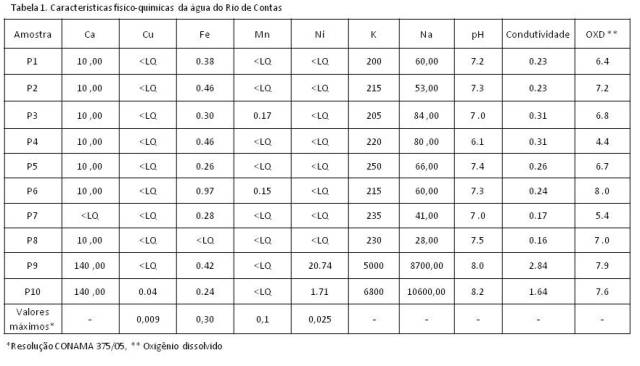 Tabela 1. Características físico-químicas da água do Rio de Contas
Amostra Ca Cu Fe Mn Ni K Na pH Condutividade OXD **
P1 10 ,00 <LQ 0.38 <LQ <LQ 200 60,00 7.2 0.23 6.4
P2 10 ,00 <LQ 0.46 <LQ <LQ 215 53,00 7.3 0.23 7.2
P3 10 ,00 <LQ 0.30 0.17 <LQ 205 84 ,00 7 .0 0.31 6.8
P4 10 ,00 <LQ 0.46 <LQ <LQ 220 80 ,00 6.1 0.31 4.4
P5 10 ,00 <LQ 0.26 <LQ <LQ 250 66,00 7.4 0.26 6.7
P6 10 ,00 <LQ 0.97 0.15 <LQ 215 60,00 7.3 0.24 8 .0
P7 <LQ <LQ 0.28 <LQ <LQ 235 41,00 7 .0 0.17 5.4
P8 10 ,00 <LQ <LQ <LQ <LQ 230 28,00 7.5 0.16 7 .0
P9 140 ,00 <LQ 0.42 <LQ 20.74 5000 8700,00 8.0 2.84 7.9
P10 140 ,00 0.04 0.24 <LQ 1.71 6800 10600,00 8.2 1.64 7.6
Valores máximos* - 0,009 0,30 0,1 0,025 - - - - -
*Resolução CONAMA 375/05, ** Oxigênio dissolvido